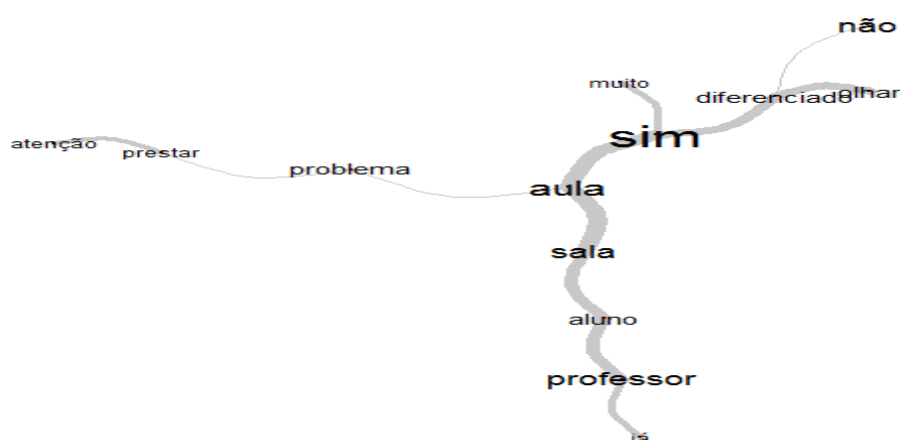 não
muito
diferenciado
olhar
sim
atenção
prestar
problema
aula
sala
aluno
professor